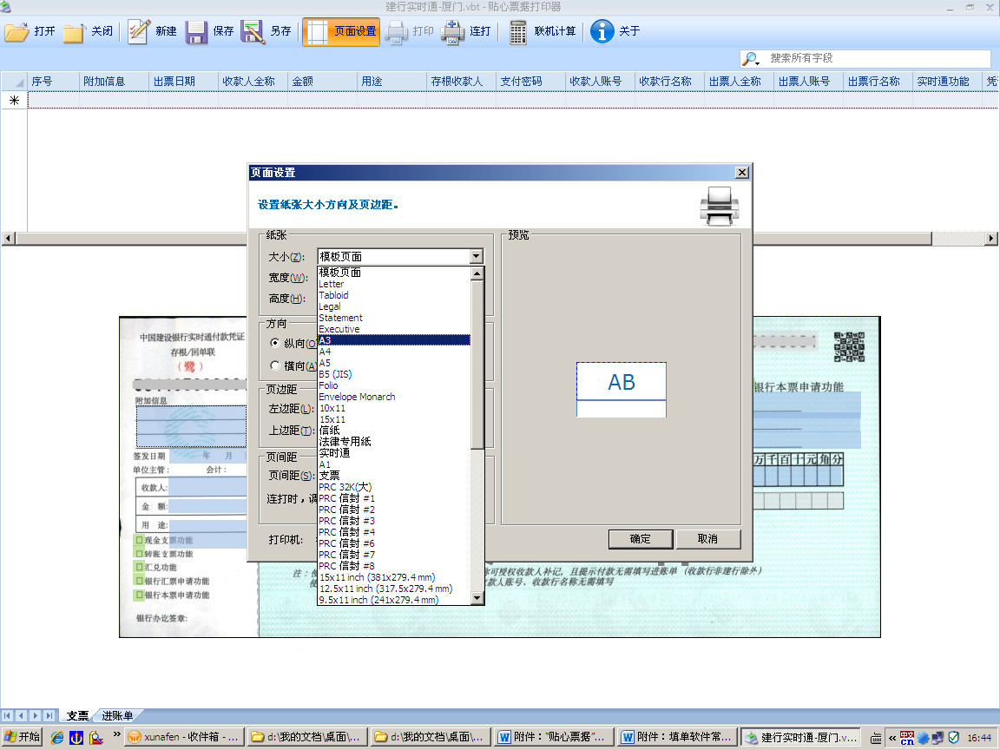 建行实时通-厦门.vbt - 贴心票据打印器
打开 关闭 新建 保存 另存 页面设置 打印 连打 联机计算 关于
搜索所有字段
序号 附加信息 出票日期 收款人全称 金额 用途 存根收款人 支付密码 收款人账号 收款行名称 出票人全称 出票人账号 出票行名称 实时通功能 凭
页面设置
设置纸张大小方向及页边距。
纸张
大小(Z): 模板页面
宽度(W):
高度(H):
方向
纵向(O
横向(A)
页边距
左边距(L):
上边距(T):
页间距
页间距(S):
连打时，调
打印机:
模板页面
Letter
Tabloid
Legal
Statement
Executive
A3
A4
A5
B5 (JIS)
Folio
Envelope Monarch
10x11
15x11
信纸
法律专用纸
实时通
A1
支票
PRC 32K(大)
PRC 信封 #1
PRC 信封 #2
PRC 信封 #3
PRC 信封 #4
PRC 信封 #6
PRC 信封 #7
PRC 信封 #8
15x11 inch (381x279.4 mm)
12.5x11 inch (317.5x279.4 mm)
9.5x11 inch (241x279.4 mm)
预览
AB
确定 取消
中国建设银行实时通付款凭证
存根/回单联
(鹭)
附加信息
签发日期 年 月
单位主管: 会计:
收款人:
金 额:
用 途:
现金支票功能
转账支票功能
汇兑功能
银行汇票申请功能
银行本票申请功能
银行办讫签章:
银行本票申请功能
万千百十元角分
注:
你可授权收款人补记，且提示付款无需填写进账单 (收款行非建行除外)
款人账号、收款行名称无需填写
支票 进账单
开始 xunafen - 收件箱 - ... d:\我的文档\桌面\... d:\我的文档\桌面\... 附件："贴心票据"... 附件：填单软件常... 建行实时通-厦门.v... 16:44